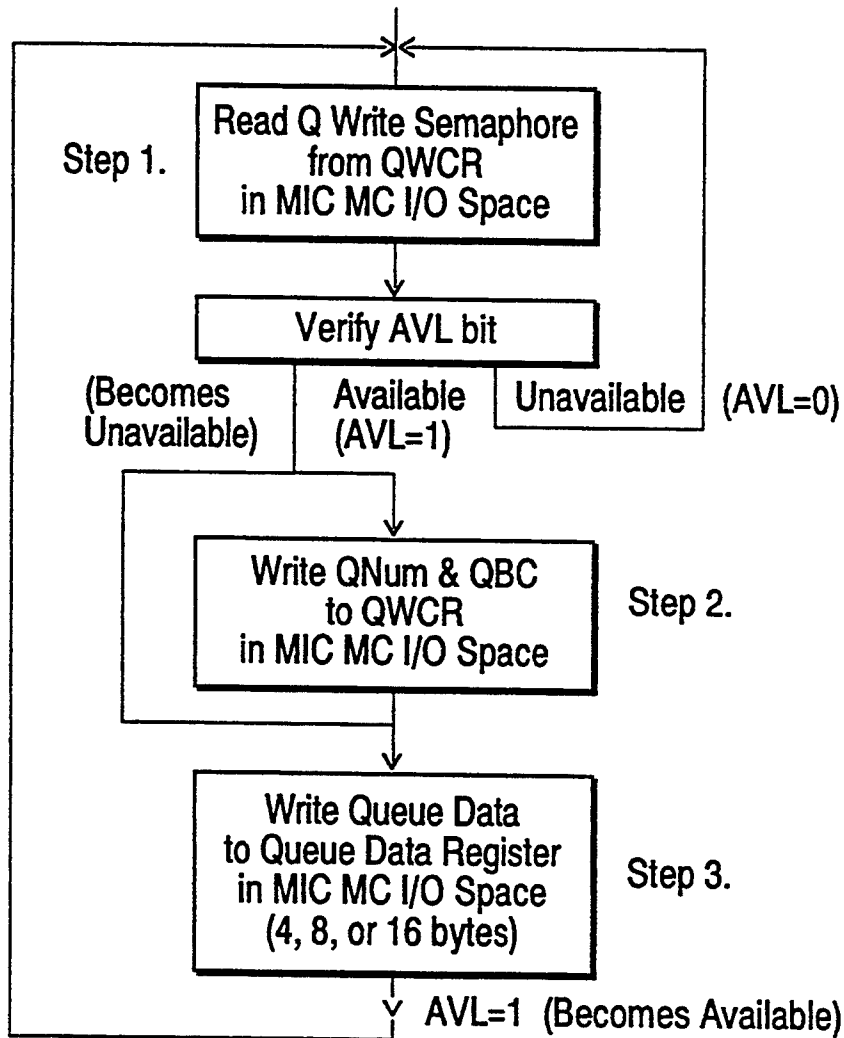 Step 1.
Read Q Write Semaphore
from QWCR
in MIC MC I/O Space
Verify AVL bit
(Becomes
Unavailable)
Available
(AVL=1)
Unavailable
(AVL=0)
Write QNum & QBC
to QWCR
in MIC MC I/O Space
Step 2.
Write Queue Data
to Queue Data Register
in MIC MC I/O Space
(4, 8, or 16 bytes)
Step 3.
AVL=1 (Becomes Available)